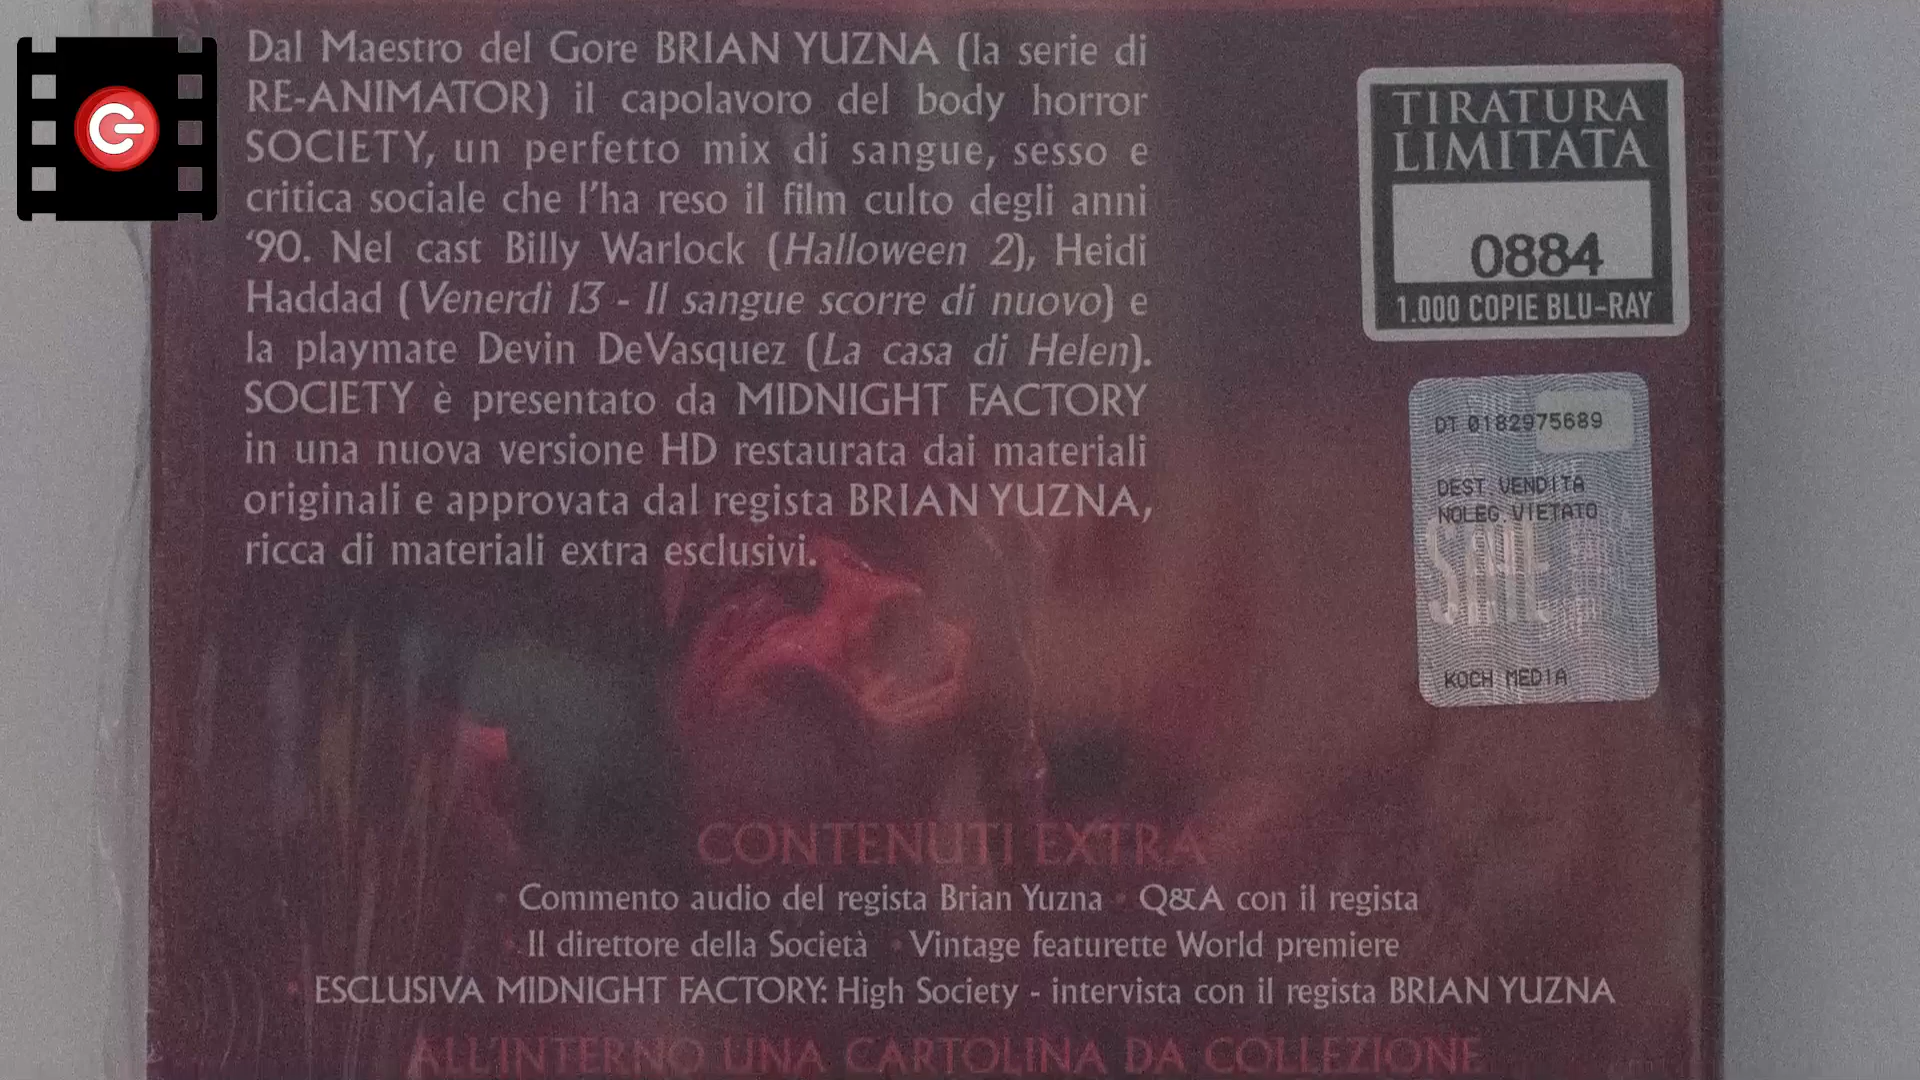 Dal Maestro del Gore BRIAN YUZNA (la serie di
RE-ANIMATOR) il capolavoro del body horror
SOCIETY, un perfetto mix di sangue, sesso e
critica sociale che l'ha reso il film culto degli anni
'90. Nel cast Billy Warlock (Halloween 2), Heidi
Haddad (Venerdì 13 - Il sangue scorre di nuovo) e
la playmate Devin DeVasquez (La casa di Helen).
SOCIETY è presentato da MIDNIGHT FACTORY
in una nuova versione HD restaurata dai materiali
originali e approvata dal regista BRIAN YUZNA,
ricca di materiali extra esclusivi.
TIRATURA
LIMITATA
0884
1.000 COPIE BLU-RAY
DT 0182975689
DEST VENDITA
NOLEG.VIETATO
KOCH MEDIA
CONTENUTI EXTRA
• Commento audio del regista Brian Yuzna • Q&A con il regista
• Il direttore della Società • Vintage featurette World premiere
• ESCLUSIVA MIDNIGHT FACTORY: High Society - intervista con il regista BRIAN YUZNA
ALL'INTERNO UNA CARTOLINA DA COLLEZIONE